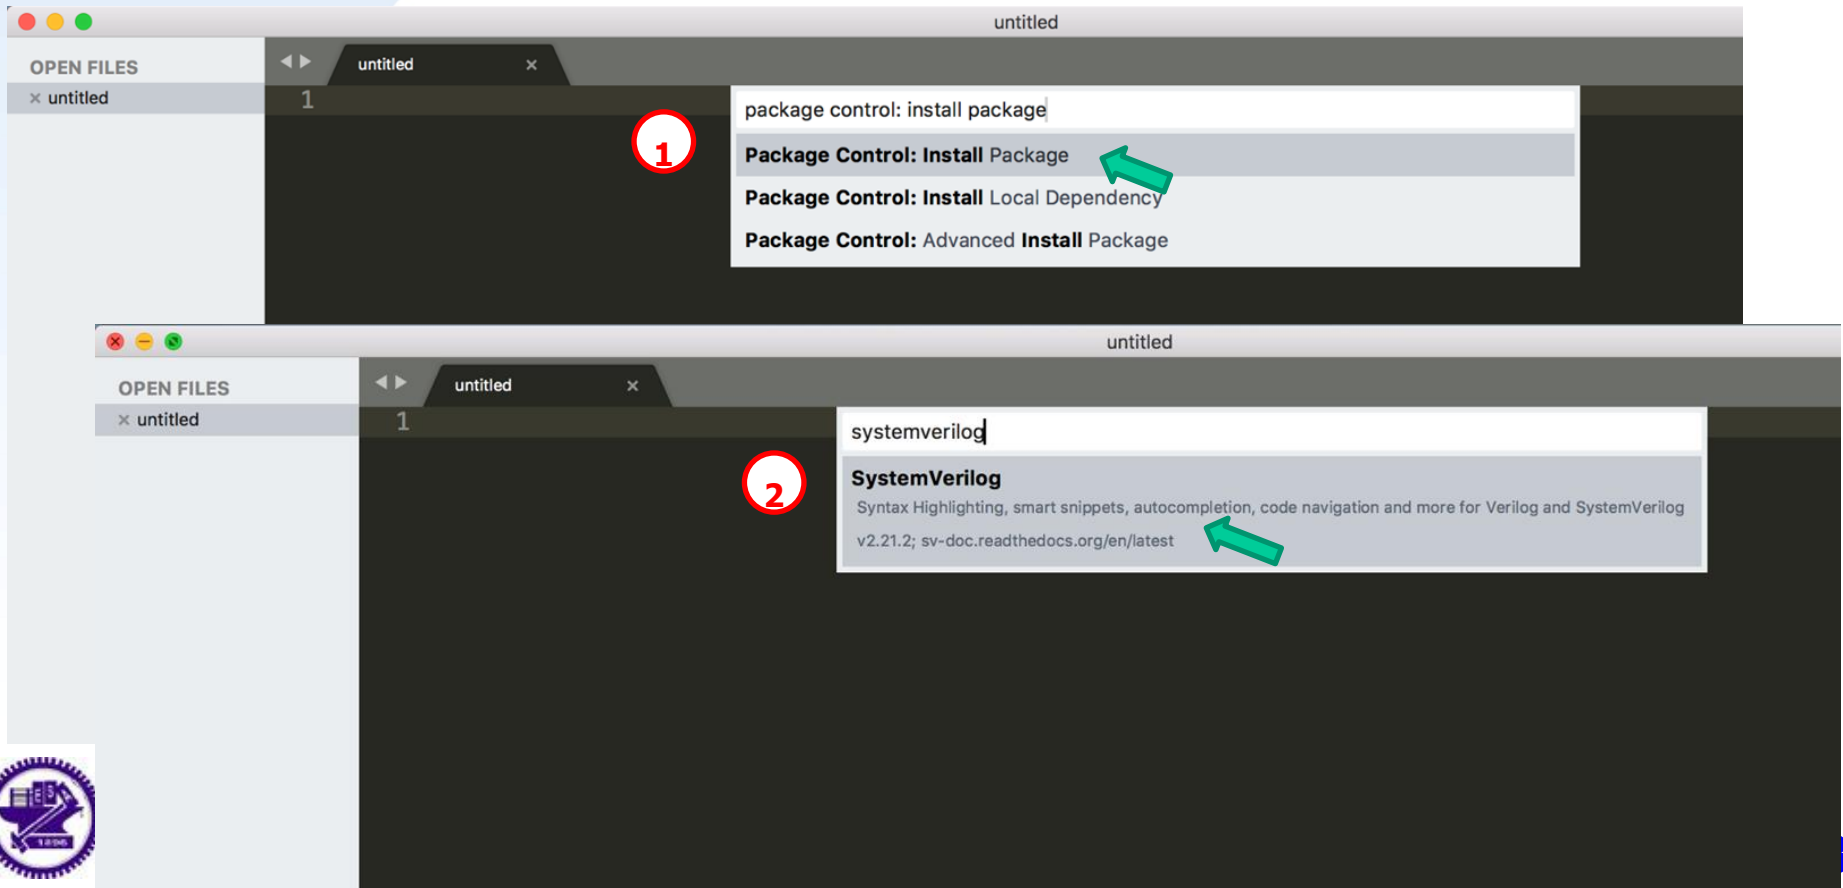 untitled
OPEN FILES
untitled
× untitled
1
package control: install package
1
Package Control: Install Package
Package Control: Install Local Dependency
Package Control: Advanced Install Package
untitled
OPEN FILES
untitled
× untitled
1
systemverilog
2
SystemVerilog
Syntax Highlighting, smart snippets, autocompletion, code navigation and more for Verilog and SystemVerilog
v2.21.2; sv-doc.readthedocs.org/en/latest
1896